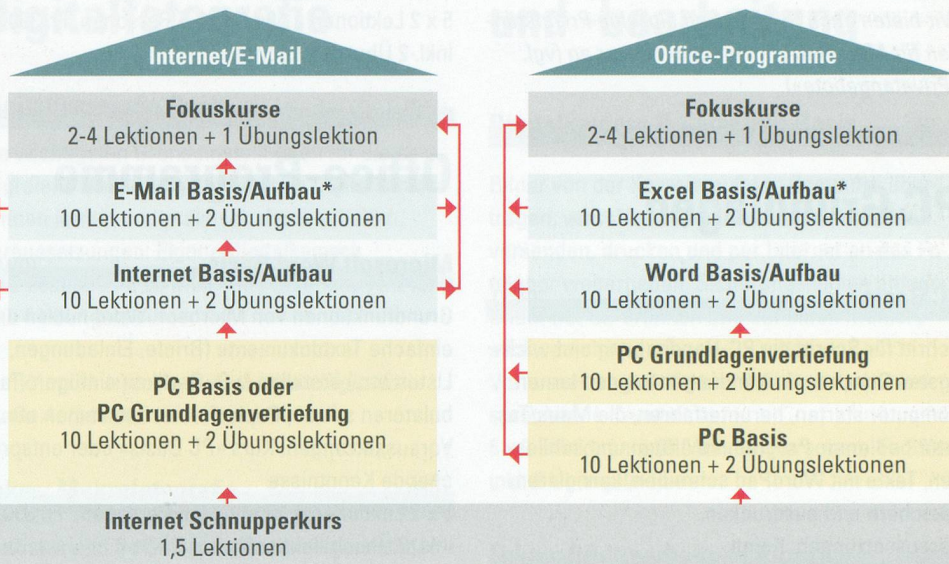 Internet/E-Mail
Fokuskurse
2-4 Lektionen + 1 Übungslektion
E-Mail Basis/Aufbau*
10 Lektionen + 2 Übungslektionen
Internet Basis/Aufbau
10 Lektionen + 2 Übungslektionen
PC Basis oder
PC Grundlagenvertiefung
10 Lektionen + 2 Übungslektionen
Internet Schnupperkurs
1,5 Lektionen
Office-Programme
Fokuskurse
2-4 Lektionen + 1 Übungslektion
Excel Basis/Aufbau*
10 Lektionen + 2 Übungslektionen
Word Basis/Aufbau
10 Lektionen + 2 Übungslektionen
PC Grundlagenvertiefung
10 Lektionen + 2 Übungslektionen
PC Basis
10 Lektionen + 2 Übungslektionen